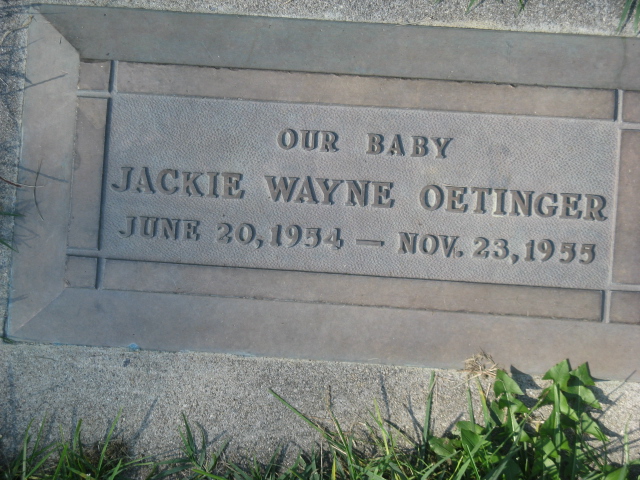 OUR BABY
JACKIE WAYNE OETINGER
JUNE 20, 1954 — NOV. 23, 1955